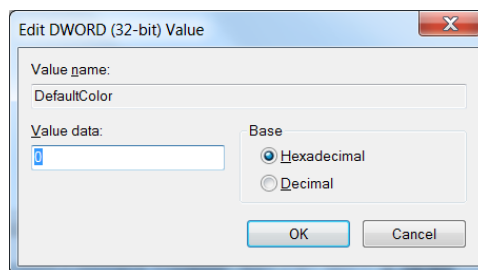 Edit DWORD (32-bit) Value
Value name:
DefaultColor
Value data:
0
Base
Hexadecimal
Decimal
OK
Cancel